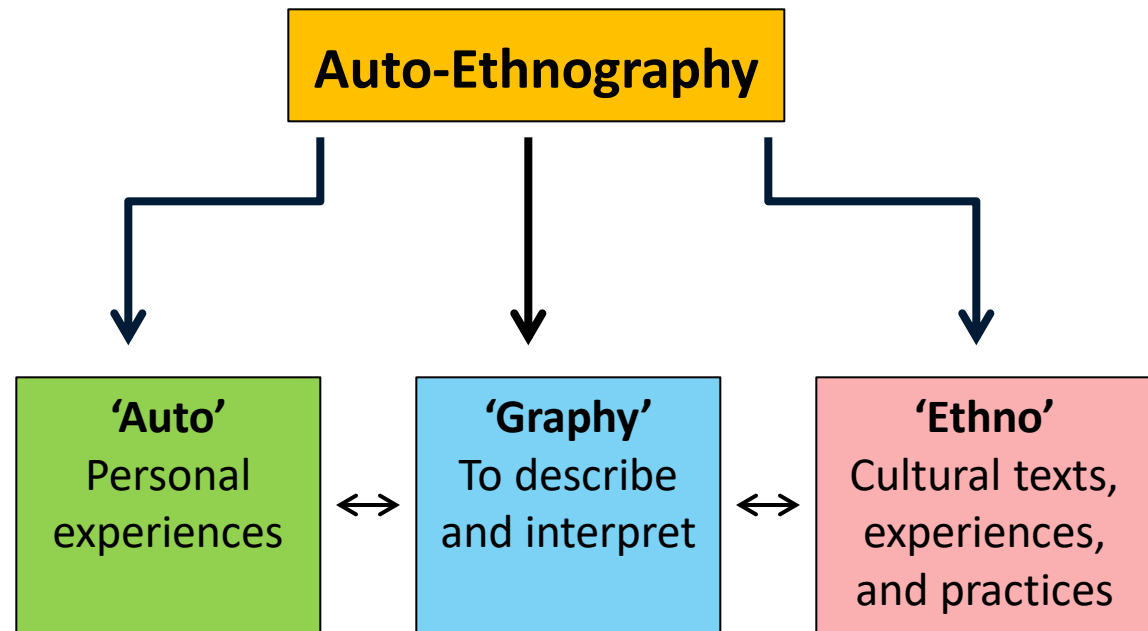 Auto-Ethnography
‘Auto’
Personal
experiences
‘Graphy’
To describe
and interpret
‘Ethno’
Cultural texts,
experiences,
and practices